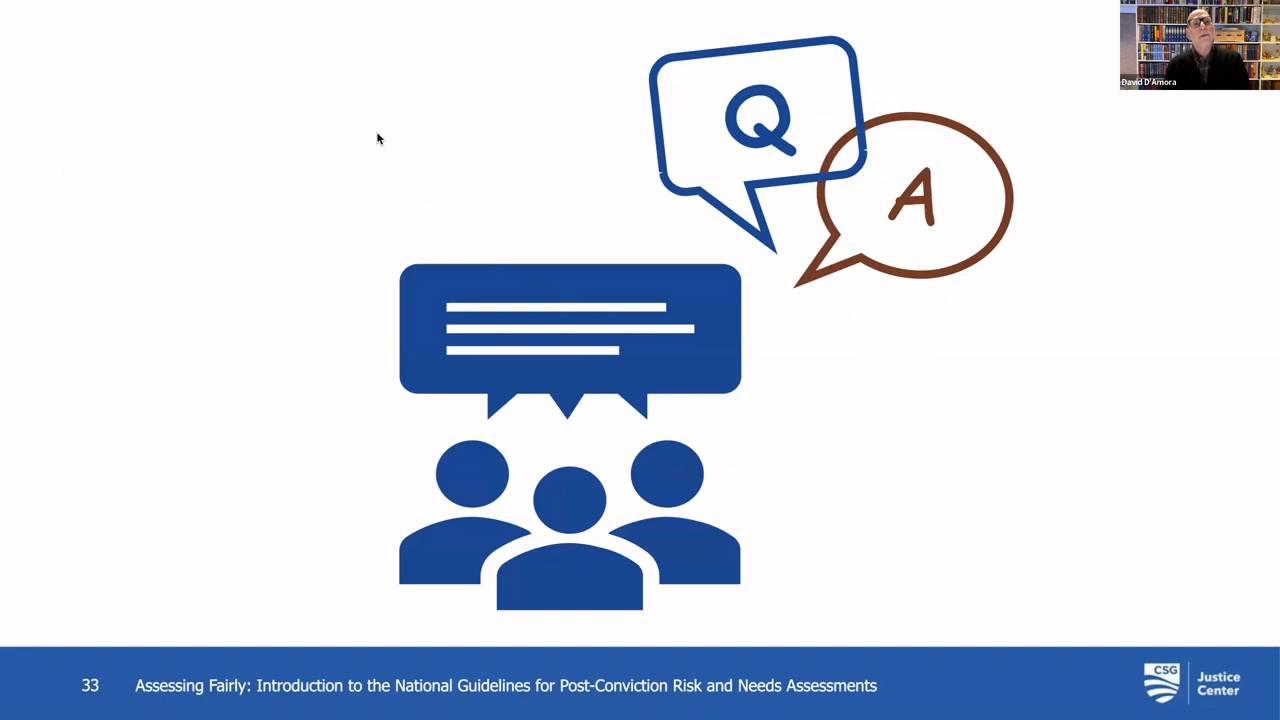 David D'Amora
Q
A
33
Assessing Fairly: Introduction to the National Guidelines for Post-Conviction Risk and Needs Assessments
CSG
Justice
Center